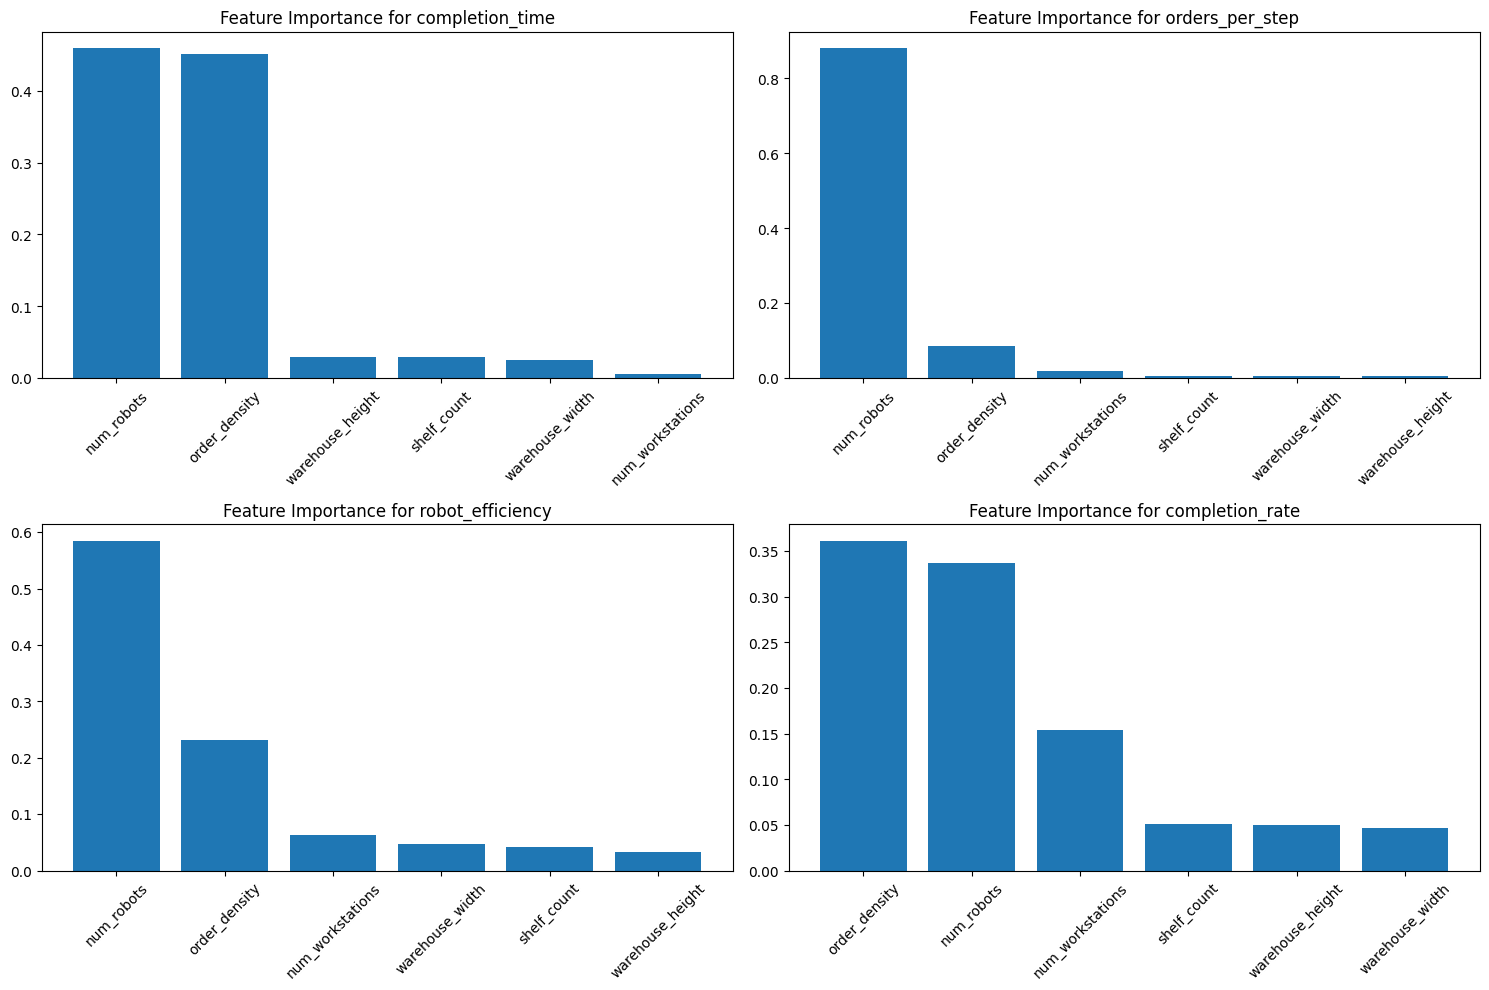 Feature Importance for completion_time
0.4
0.3
0.2
0.1
0.0
num_robots
order_density
warehouse_height
shelf_count
warehouse_width
num_workstations
Feature Importance for orders_per_step
0.8
0.6
0.4
0.2
0.0
num_robots
order_density
num_workstations
shelf_count
warehouse_width
warehouse_height
Feature Importance for robot_efficiency
0.6
0.5
0.4
0.3
0.2
0.1
0.0
num_robots
order_density
num_workstations
warehouse_width
shelf_count
warehouse_height
Feature Importance for completion_rate
0.35
0.30
0.25
0.20
0.15
0.10
0.05
0.00
order_density
num_robots
num_workstations
shelf_count
warehouse_height
warehouse_width